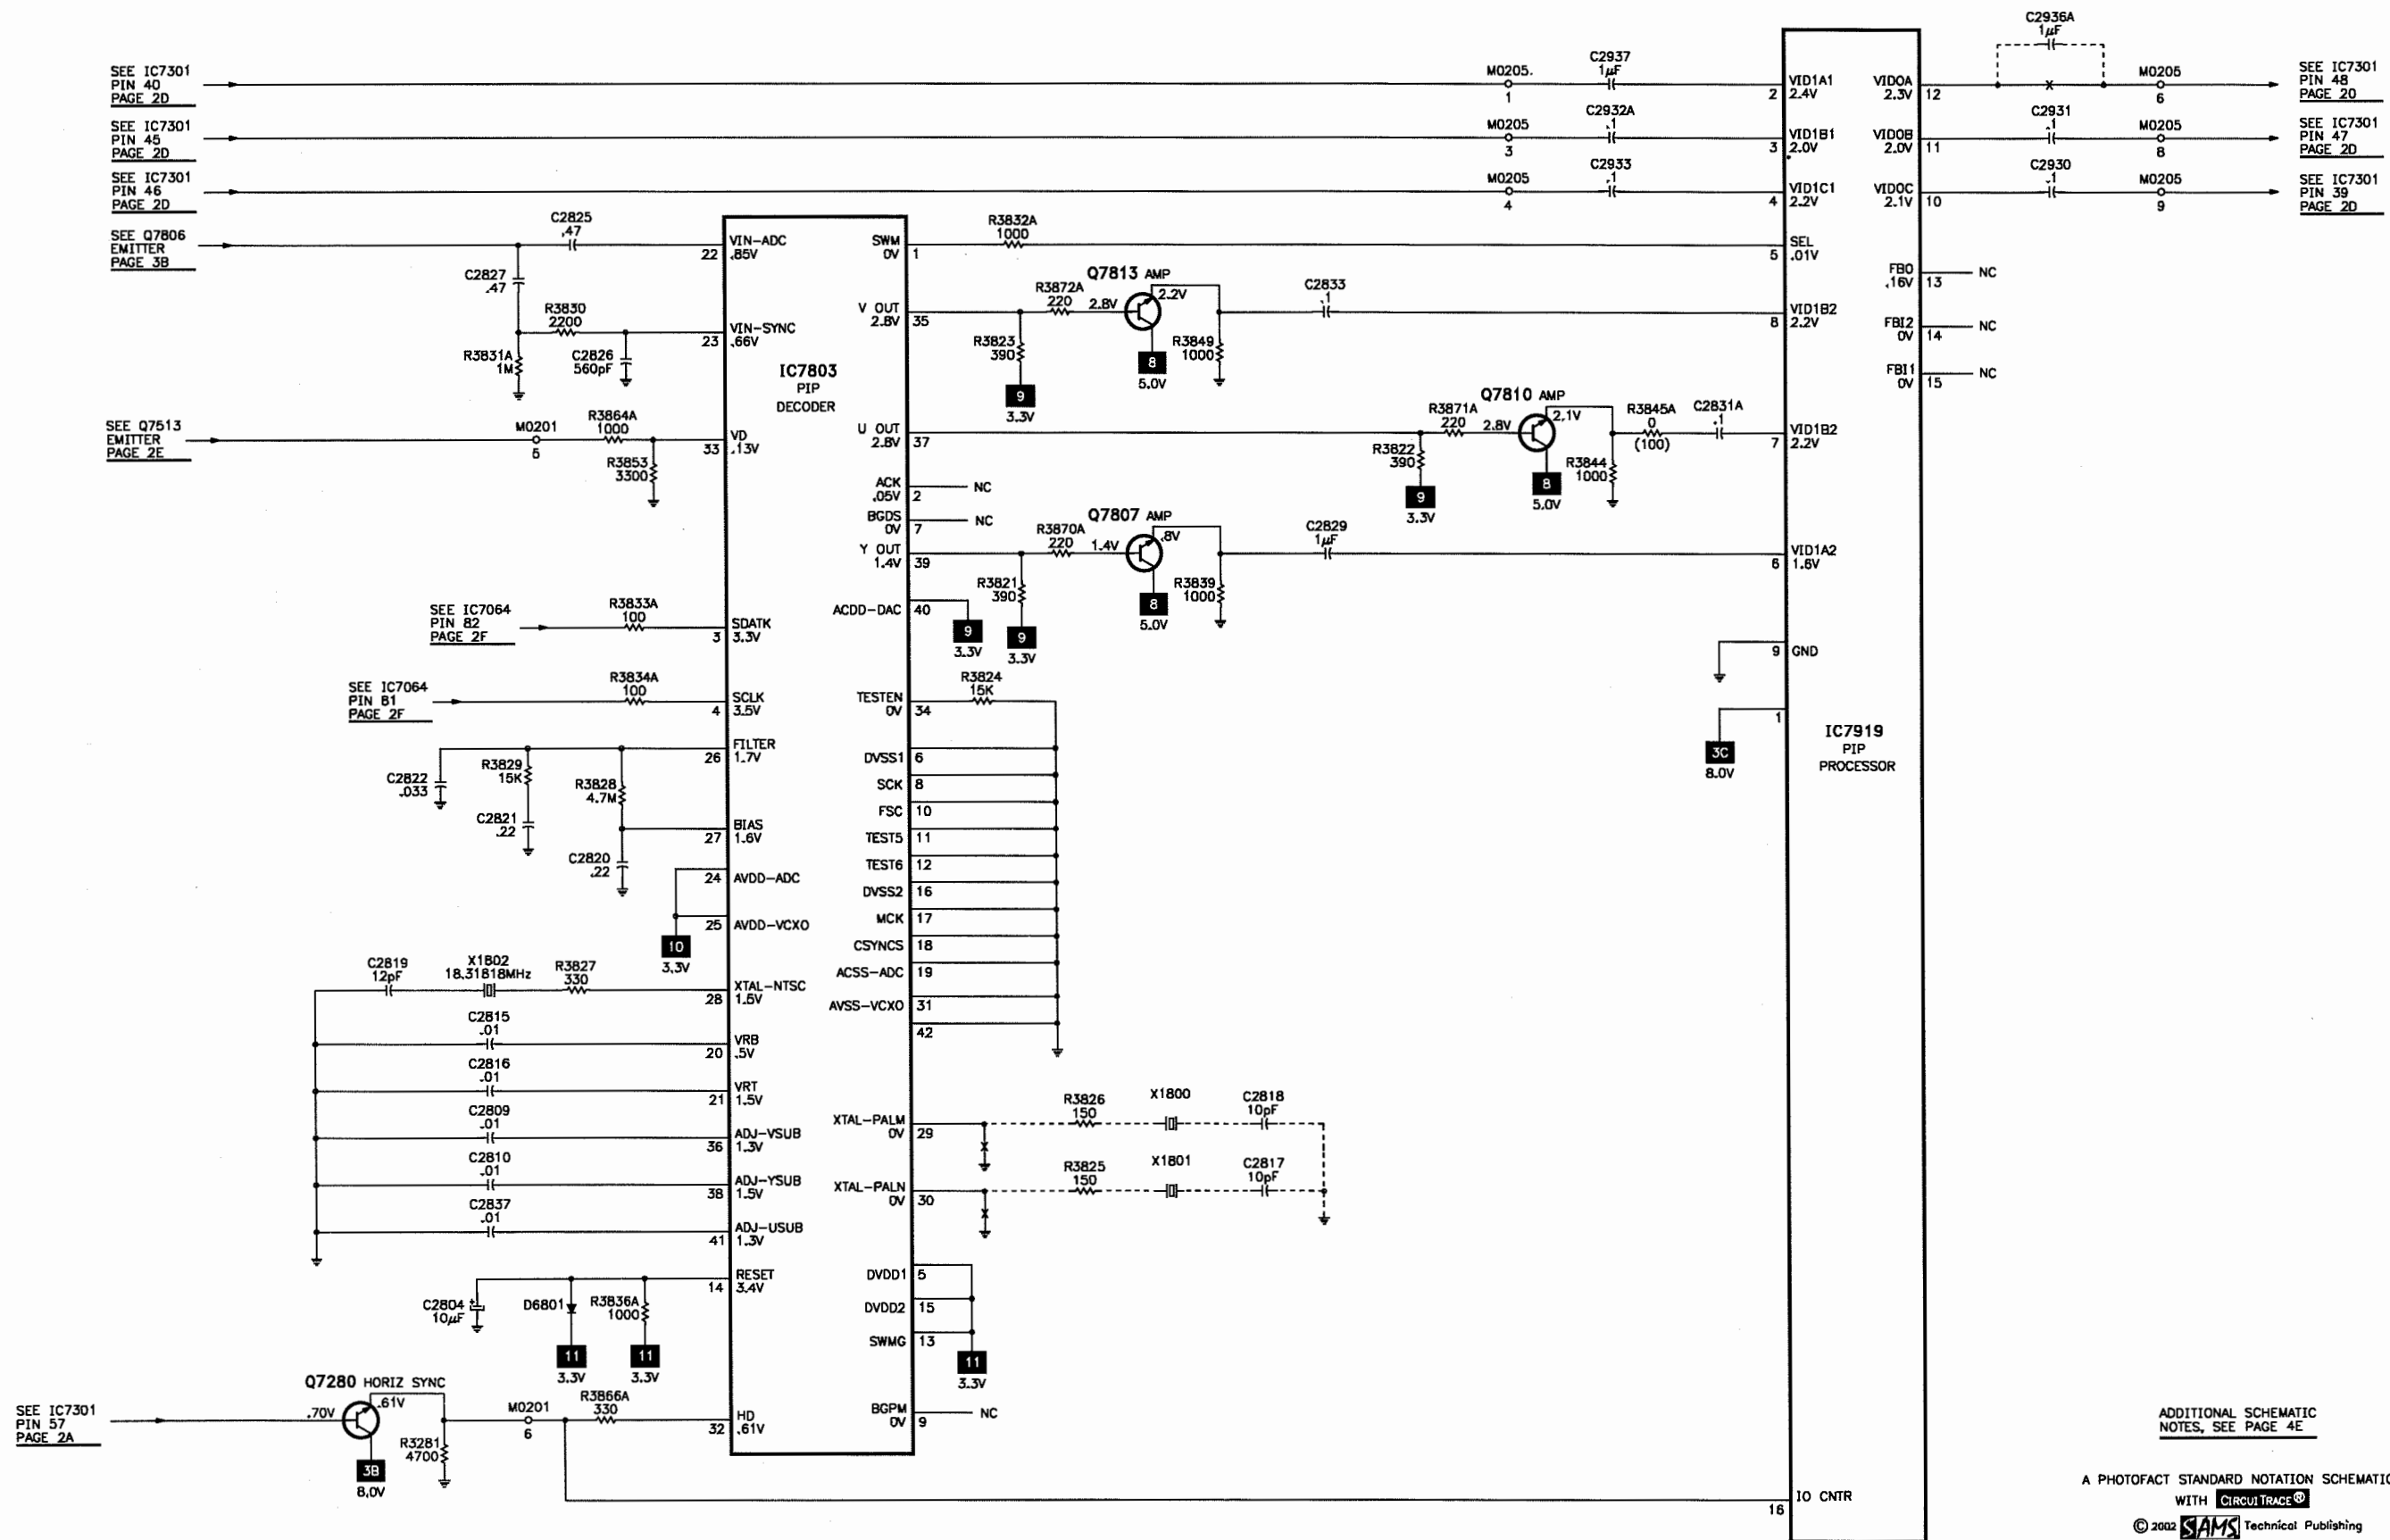 C2936A
1µF
SEE IC7301
PIN 40
PAGE 2D
M0205.
1
C2937
1µF
2
VID1A1
2.4V
VIDOA
2.3V
12
M0205
6
SEE IC7301
PIN 48
PAGE 20
SEE IC7301
PIN 45
PAGE 2D
M0205
3
C2932A
.1
3
VID1B1
2.0V
VIDOB
2.0V
11
C2931
.1
M0205
8
SEE IC7301
PIN 47
PAGE 2D
SEE IC7301
PIN 46
PAGE 2D
M0205
4
C2933
.1
4
VID1C1
2.2V
VIDOC
2.1V
10
C2930
.1
M0205
9
SEE IC7301
PIN 39
PAGE 2D
SEE Q7806
EMITTER
PAGE 3B
C2825
.47
22
VIN-ADC
.85V
SWM
0V
1
R3832A
1000
5
SEL
.01V
C2827
.47
R3830
2200
23
VIN-SYNC
.66V
R3831A
1M
C2826
560pF
IC7803
PIP
DECODER
V OUT
2.8V
35
R3872A
220
2.8V
Q7813 AMP
2.2V
C2833
.1
8
VID1B2
2.2V
R3823
390
9
3.3V
8
5.0V
R3849
1000
FBO
.16V
13
NC
FBI2
0V
14
NC
FBI1
0V
15
NC
SEE Q7513
EMITTER
PAGE 2E
M0201
5
R3864A
1000
33
VD
.13V
R3853
3300
U OUT
2.8V
37
R3871A
220
2.8V
Q7810 AMP
2.1V
R3845A
0
(100)
C2831A
.1
7
VID1B2
2.2V
R3822
390
9
3.3V
8
5.0V
R3844
1000
ACK
.05V
2
NC
BGDS
0V
7
NC
Y OUT
1.4V
39
R3870A
220
1.4V
Q7807 AMP
.8V
C2829
1µF
6
VID1A2
1.6V
R3821
390
9
3.3V
8
5.0V
R3839
1000
ACDD-DAC
40
9
3.3V
SEE IC7064
PIN 82
PAGE 2F
R3833A
100
3
SDATK
3.3V
9
GND
SEE IC7064
PIN 81
PAGE 2F
R3834A
100
4
SCLK
3.5V
TESTEN
0V
34
R3824
15K
1
3C
8.0V
IC7919
PIP
PROCESSOR
26
FILTER
1.7V
C2822
.033
R3829
15K
R3828
4.7M
C2821
.22
27
BIAS
1.6V
C2820
.22
DVSS1
6
SCK
8
FSC
10
TEST5
11
TEST6
12
DVSS2
16
MCK
17
CSYNCS
18
ACSS-ADC
19
AVSS-VCXO
31
42
24
AVDD-ADC
25
AVDD-VCXO
10
3.3V
C2819
12pF
X1802
18.31818MHz
R3827
330
28
XTAL-NTSC
1.5V
C2815
.01
20
VRB
.5V
C2816
.01
21
VRT
1.5V
C2809
.01
36
ADJ-VSUB
1.3V
C2810
.01
38
ADJ-YSUB
1.5V
C2837
.01
41
ADJ-USUB
1.3V
XTAL-PALM
0V
29
R3826
150
X1800
C2818
10pF
XTAL-PALN
0V
30
R3825
150
X1801
C2817
10pF
14
RESET
3.4V
C2804
10µF
D6801
R3836A
1000
11
3.3V
11
3.3V
DVDD1
5
DVDD2
15
SWMG
13
11
3.3V
SEE IC7301
PIN 57
PAGE 2A
Q7280 HORIZ SYNC
.70V
.61V
3B
8.0V
R3281
4700
M0201
6
R3866A
330
32
HD
.61V
BGPM
0V
9
NC
16
IO CNTR
ADDITIONAL SCHEMATIC
NOTES, SEE PAGE 4E
A PHOTOFACT STANDARD NOTATION SCHEMATIC
WITH CIRCUITRACE®
© 2002 SAMS Technical Publishing